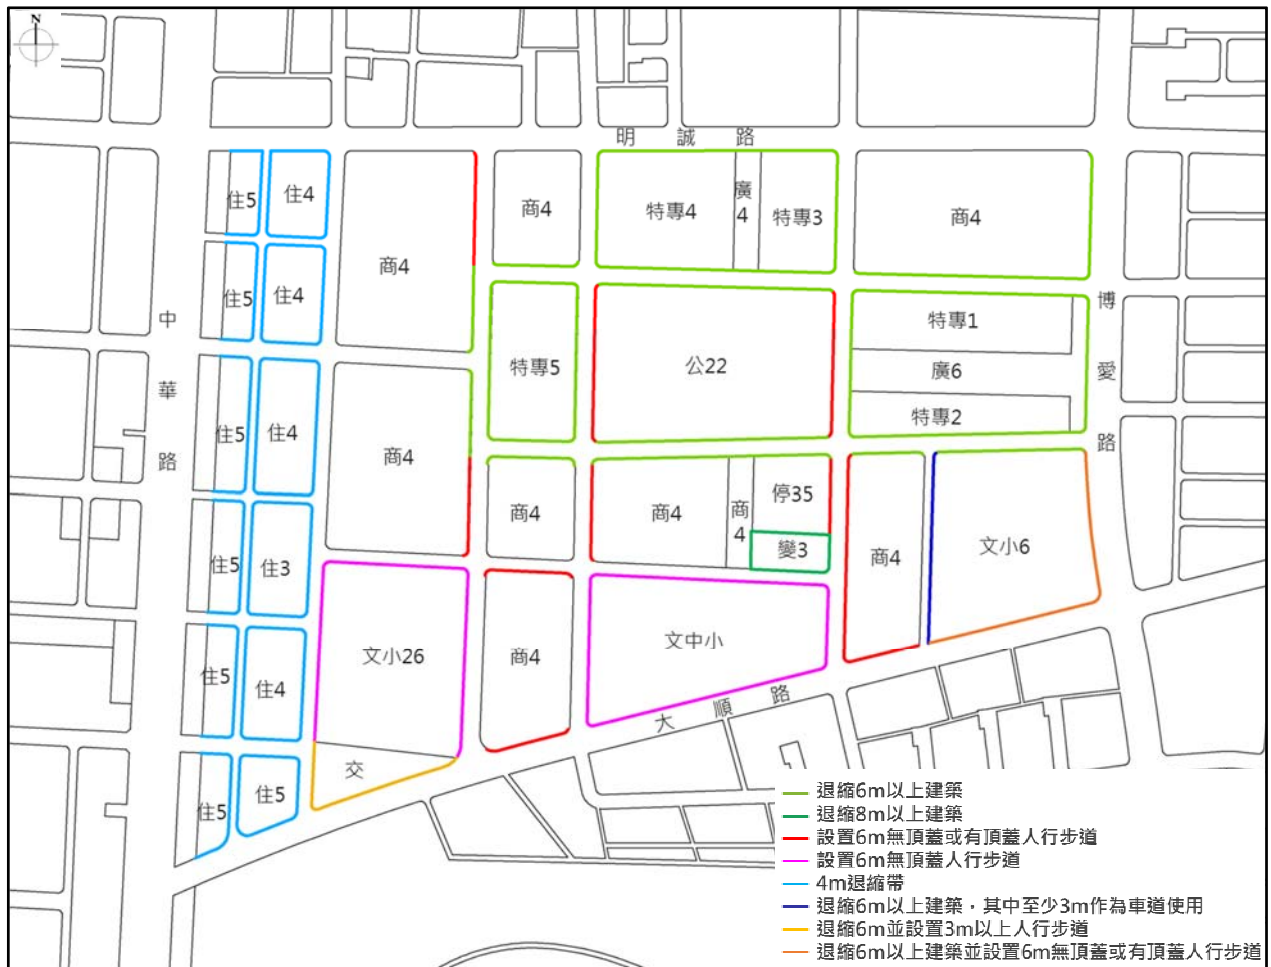 N
明誠路
住5
住4
商4
商4
特專4
廣4
特專3
商4
住5
住4
特專5
公22
特專1
廣6
特專2
中華路
博愛路
住5
住4
商4
商4
商4
商4
停35
變3
商4
文小6
住5
住3
文小26
商4
文中小
住5
住4
大順路
交
住5
住5
退縮6m以上建築
退縮8m以上建築
設置6m無頂蓋或有頂蓋人行步道
設置6m無頂蓋人行步道
4m退縮帶
退縮6m以上建築，其中至少3m作為車道使用
退縮6m並設置3m以上人行步道
退縮6m以上建築並設置6m無頂蓋或有頂蓋人行步道